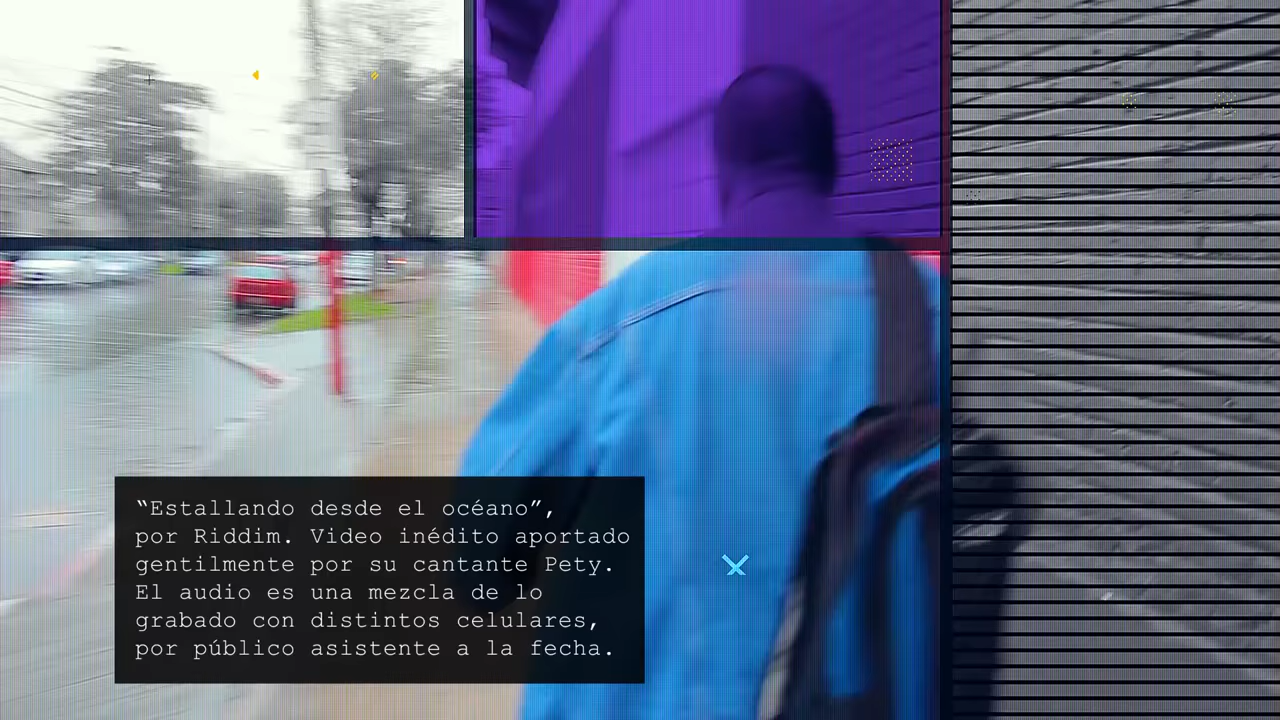 “Estallando desde el océano”,
por Riddim. Video inédito aportado
gentilmente por su cantante Pety.
El audio es una mezcla de lo
grabado con distintos celulares,
por público asistente a la fecha.